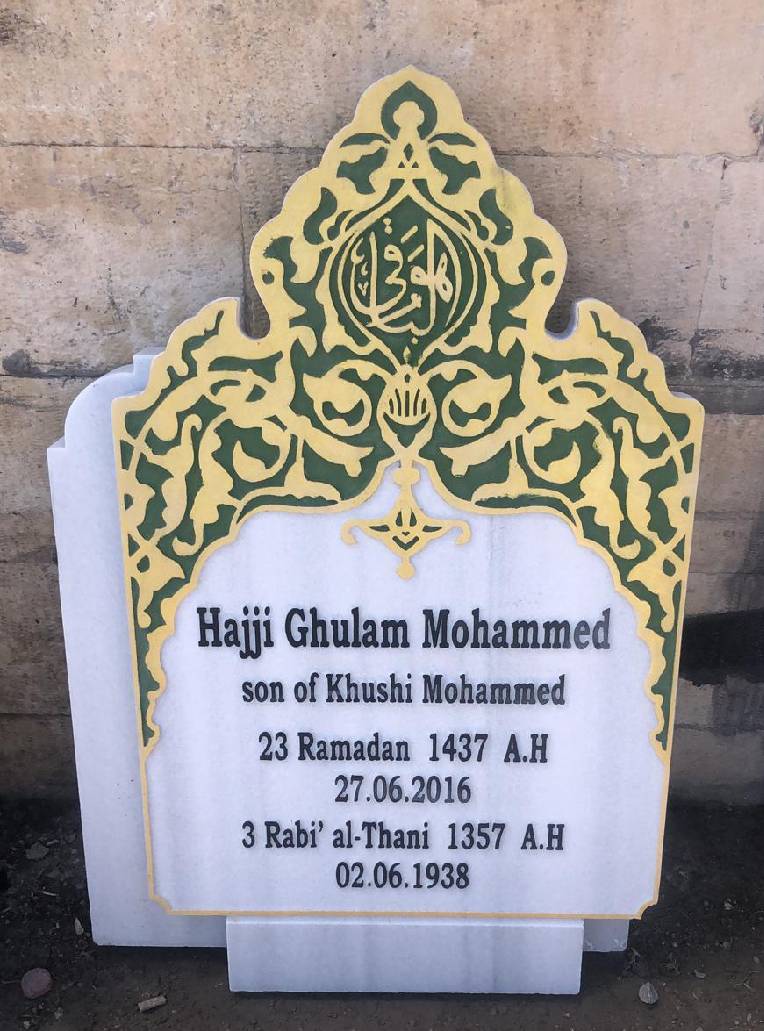 هو الباقي
Hajji Ghulam Mohammed
son of Khushi Mohammed
23 Ramadan 1437 A.H
27.06.2016
3 Rabi' al-Thani 1357 A.H
02.06.1938